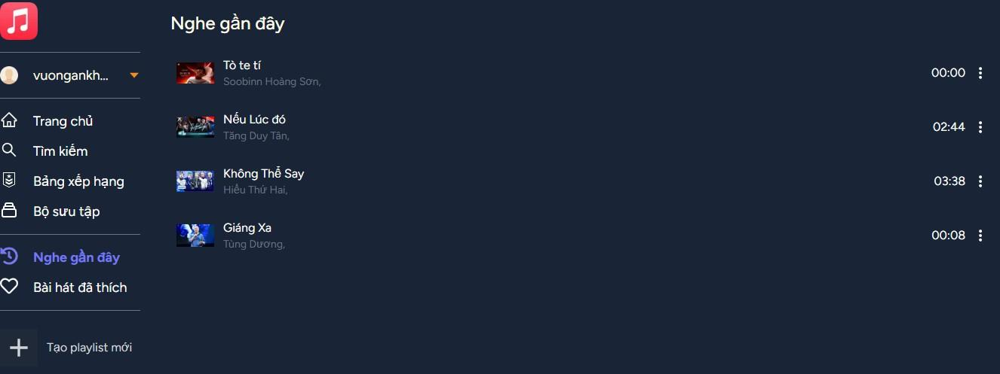 Nghe gần đây
vuongankh...
Trang chủ
Tìm kiếm
Bảng xếp hạng
Bộ sưu tập
Nghe gần đây
Bài hát đã thích
Tạo playlist mới
Tò te tí
Soobinn Hoàng Sơn,
00:00
Nếu Lúc đó
Tăng Duy Tân,
02:44
Không Thể Say
Hiếu Thứ Hai,
03:38
Giáng Xa
Tùng Dương,
00:08